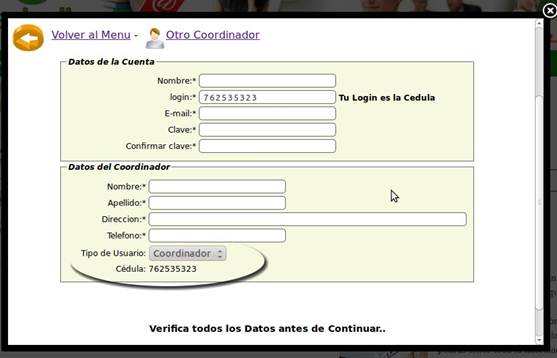 Volver al Menu - Otro Coordinador
Datos de la Cuenta
Nombre:*
login:* 762535323 Tu Login es la Cedula
E-mail:*
Clave:*
Confirmar clave:*
Datos del Coordinador
Nombre:*
Apellido:*
Direccion:*
Telefono:*
Tipo de Usuario: Coordinador
Cédula: 762535323
Verifica todos los Datos antes de Continuar..